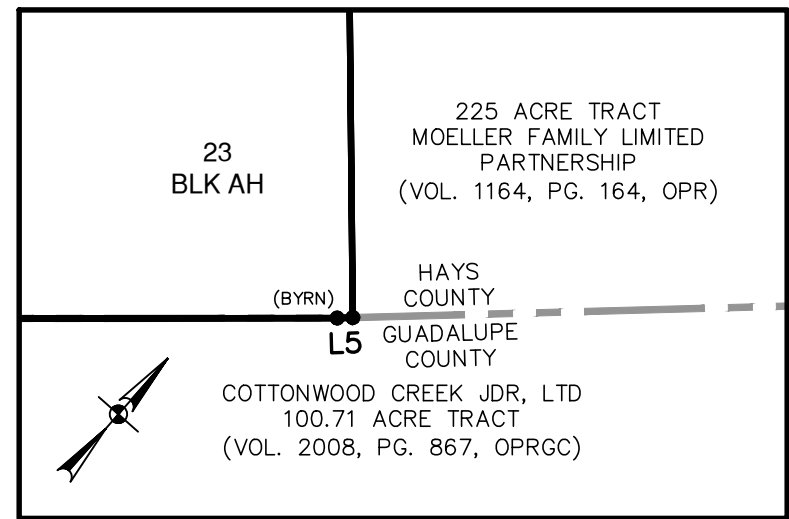 225 ACRE TRACT
MOELLER FAMILY LIMITED
PARTNERSHIP
(VOL. 1164, PG. 164, OPR)
23
BLK AH
HAYS
COUNTY
(BYRN)
L5
GUADALUPE
COUNTY
COTTONWOOD CREEK JDR, LTD
100.71 ACRE TRACT
(VOL. 2008, PG. 867, OPRGC)